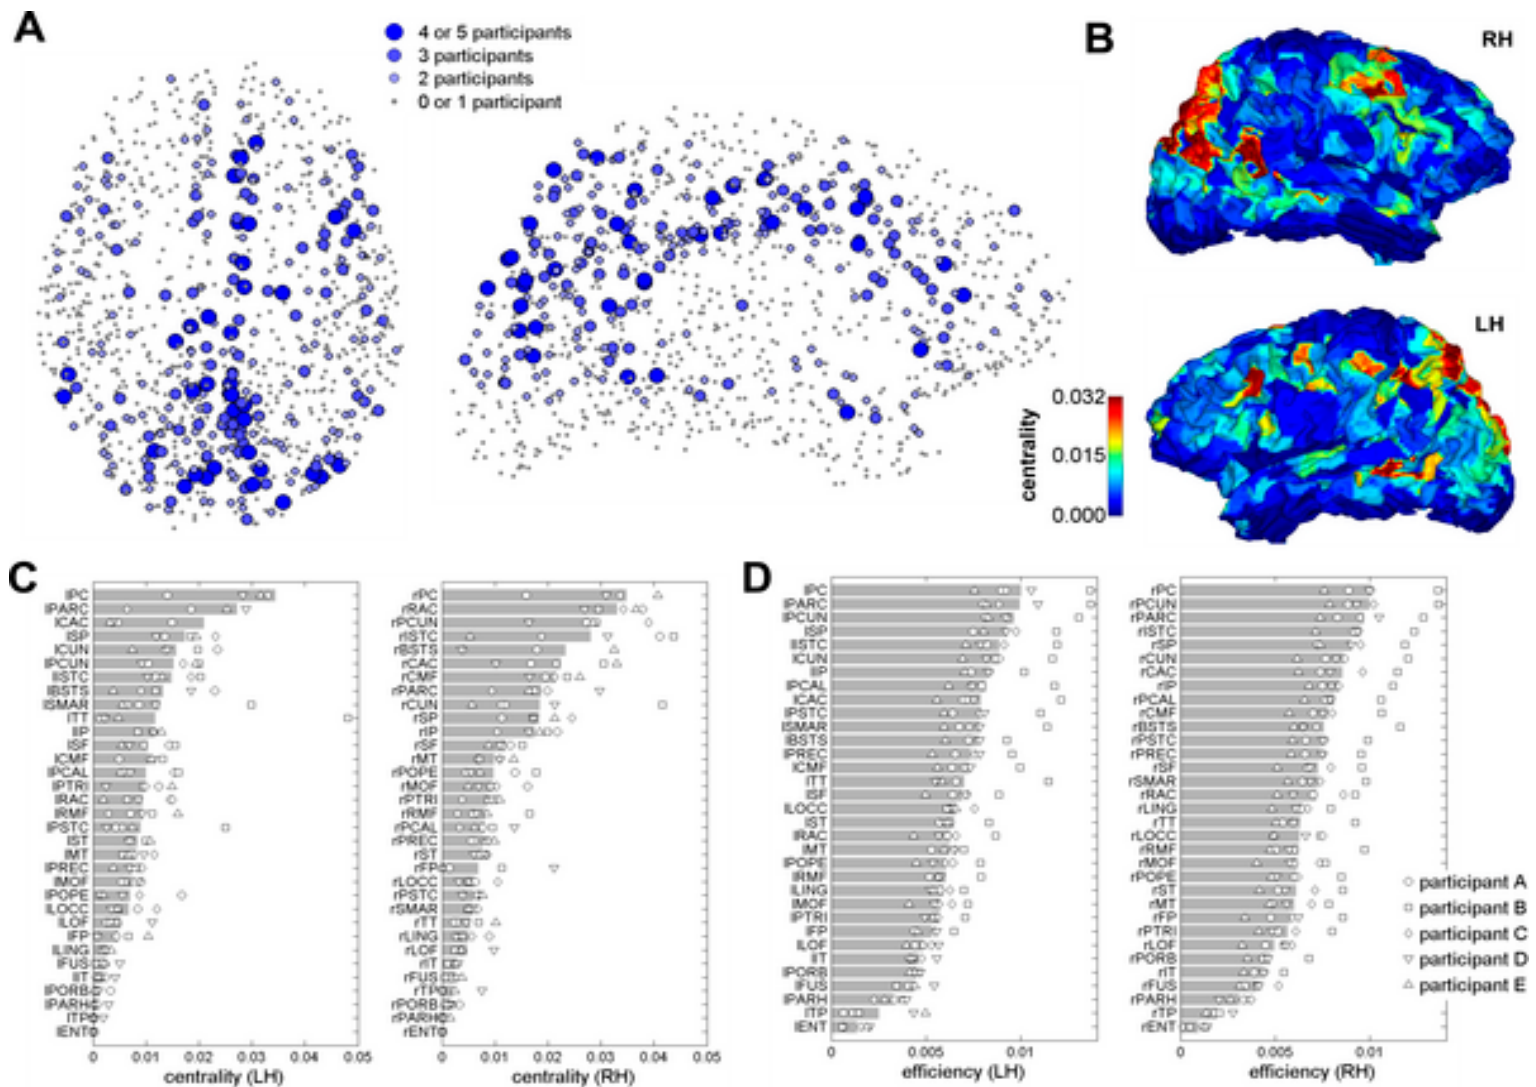 A
4 or 5 participants
3 participants
2 participants
0 or 1 participant
B
RH
LH
centrality
0.032
0.015
0.000
C
lPC
lPARC
lCAC
lSP
lCUN
lPCUN
lISTC
lBSTS
lSMAR
lTT
lIP
lSF
lCMF
lPCAL
lPTRI
lRAC
lRMF
lPSTC
lST
lMT
lPREC
lMOF
lPOPE
lLOCC
lLOF
lFP
lLING
lFUS
lIT
lPORB
lPARH
lTP
lENT
0 0.01 0.02 0.03 0.04 0.05
centrality (LH)
rPC
rRAC
rPCUN
rISTC
rBSTS
rCAC
rCMF
rPARC
rCUN
rSP
rIP
rSF
rMT
rPOPE
rMOF
rPTRI
rRMF
rPCAL
rPREC
rST
rFP
rLOCC
rPSTC
rSMAR
rTT
rLING
rLOF
rIT
rFUS
rTP
rPORB
rPARH
rENT
0 0.01 0.02 0.03 0.04 0.05
centrality (RH)
D
lPC
lPARC
lPCUN
lSP
lISTC
lCUN
lIP
lPCAL
lCAC
lPSTC
lSMAR
lBSTS
lPREC
lCMF
lTT
lSF
lLOCC
lST
lRAC
lMT
lPOPE
lRMF
lLING
lMOF
lPTRI
lFP
lLOF
lIT
lPORB
lFUS
lPARH
lTP
lENT
0 0.005 0.01
efficiency (LH)
rPC
rPCUN
rPARC
rISTC
rSP
rCUN
rCAC
rIP
rPCAL
rCMF
rBSTS
rPSTC
rPREC
rSF
rSMAR
rRAC
rLING
rTT
rLOCC
rRMF
rMOF
rPOPE
rST
rMT
rFP
rPTRI
rLOF
rPORB
rIT
rFUS
rPARH
rTP
rENT
0 0.005 0.01
efficiency (RH)
participant A
participant B
participant C
participant D
participant E